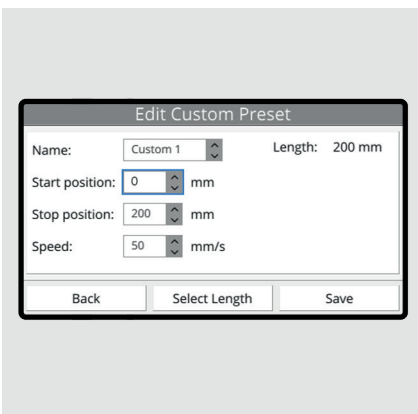 Edit Custom Preset
Name: Custom 1 Length: 200 mm
Start position: 0 mm
Stop position: 200 mm
Speed: 50 mm/s
Back Select Length Save